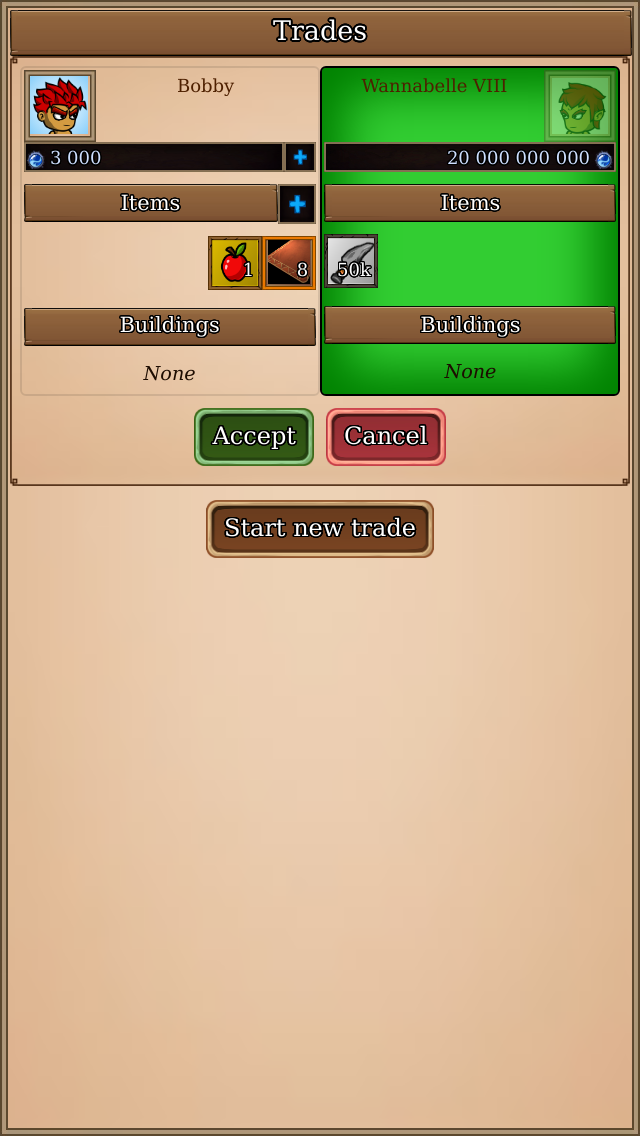 Trades
Bobby
Wannabelle VIII
3 000
20 000 000 000
Items
Items
1
8
50k
Buildings
Buildings
None
None
Accept
Cancel
Start new trade